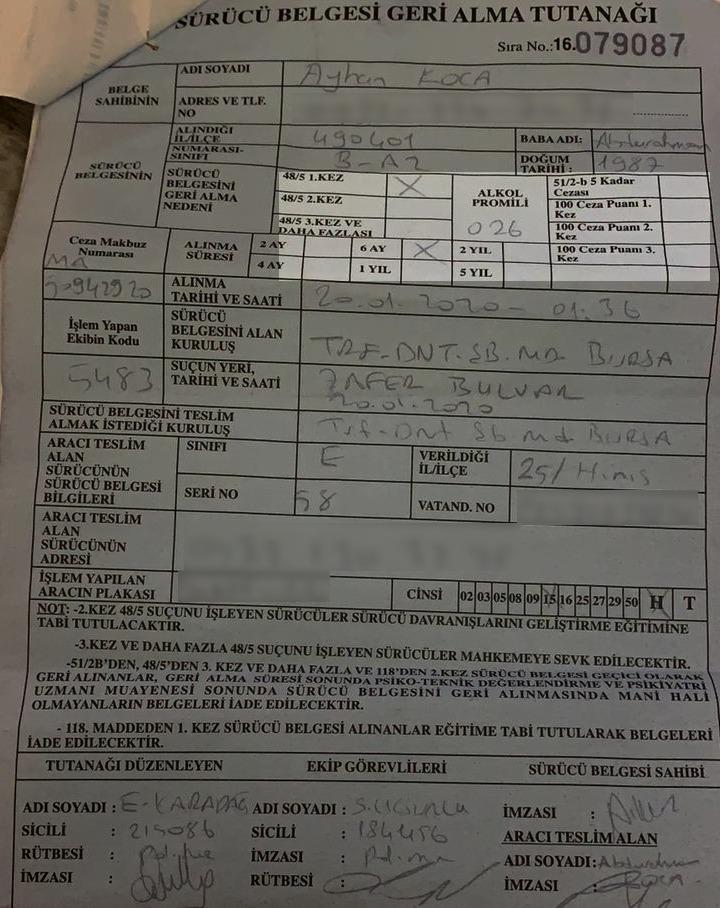 SÜRÜCÜ BELGESİ GERİ ALMA TUTANAĞI
Sıra No.:16.079087
BELGE SAHİBİNİN
ADI SOYADI Ayhan KOCA
ADRES VE TLF. NO
SÜRÜCÜ BELGESİNİN
ALINDIĞI İL/İLÇE 490401 BABA ADI: Abdurahman
NUMARASI-SINIFI B-A2 DOĞUM TARİHİ: 1987
SÜRÜCÜ BELGESİNİ GERİ ALMA NEDENİ
48/5 1.KEZ X
48/5 2.KEZ
48/5 3.KEZ VE DAHA FAZLASI
ALKOL PROMİLİ 026
51/2-b 5 Kadar Cezası
100 Ceza Puanı 1. Kez
100 Ceza Puanı 2. Kez
100 Ceza Puanı 3. Kez
Ceza Makbuz Numarası
MA
ALINMA SÜRESİ
2 AY 6 AY X 2 YIL
4 AY 1 YIL 5 YIL
ALINMA TARİHİ VE SAATİ 20.01.2020 - 01:36
İşlem Yapan Ekibin Kodu
5483
SÜRÜCÜ BELGESİNİ ALAN KURULUŞ TRF-DNT.SB.MD BURSA
SUÇUN YERİ, TARİHİ VE SAATİ ZAFER BULVAR
20.01.2020
SÜRÜCÜ BELGESİNİ TESLİM ALMAK İSTEDİĞİ KURULUŞ Trf-Dnt Sb md BURSA
ARACI TESLİM ALAN SÜRÜCÜNÜN SÜRÜCÜ BELGESİ BİLGİLERİ
SINIFI E VERİLDİĞİ İL/İLÇE 25/Hınıs
SERİ NO 58 VATAND. NO
ARACI TESLİM ALAN SÜRÜCÜNÜN ADRESİ
İŞLEM YAPILAN ARACIN PLAKASI
CİNSİ 02 03 05 08 09 15 16 25 27 29 50 H T
NOT: -2.KEZ 48/5 SUÇUNU İŞLEYEN SÜRÜCÜLER SÜRÜCÜ DAVRANIŞLARINI GELİŞTİRME EĞİTİMİNE
TABİ TUTULACAKTIR.
-3.KEZ VE DAHA FAZLA 48/5 SUÇUNU İŞLEYEN SÜRÜCÜLER MAHKEMEYE SEVK EDİLECEKTİR.
-51/2B'DEN, 48/5'DEN 3. KEZ VE DAHA FAZLA VE 118'DEN 2.KEZ SÜRÜCÜ BELGESİ GEÇİCİ OLARAK
GERİ ALINANLAR, GERİ ALMA SÜRESİ SONUNDA PSİKO-TEKNİK DEĞERLENDİRME VE PSİKİYATRİ
UZMANI MUAYENESİ SONUNDA SÜRÜCÜ BELGESİNİ GERİ ALINMASINDA MANİ HALİ
OLMAYANLARIN BELGELERİ İADE EDİLECEKTİR.
- 118. MADDEDEN 1. KEZ SÜRÜCÜ BELGESİ ALINANLAR EĞİTİME TABİ TUTULARAK BELGELERİ
İADE EDİLECEKTİR.
TUTANAĞI DÜZENLEYEN EKİP GÖREVLİLERİ SÜRÜCÜ BELGESİ SAHİBİ
ADI SOYADI : E-KARADAĞ ADI SOYADI : İMZASI :
SİCİLİ : 215086 SİCİLİ : 184456 ARACI TESLİM ALAN
RÜTBESİ : İMZASI : ADI SOYADI: Abdurahman
İMZASI : RÜTBESİ : İMZASI : KOCA